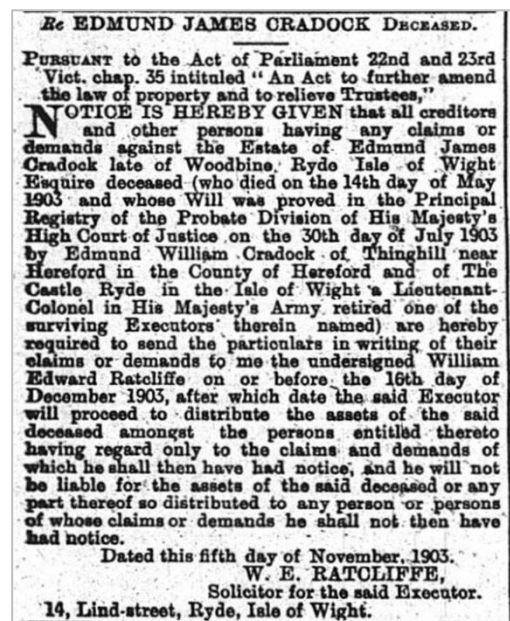 Re EDMUND JAMES CRADOCK DECEASED.
PURSUANT to the Act of Parliament 22nd and 23rd
Vict. chap. 35 intituled "An Act to further amend
the law of property and to relieve Trustees,"
NOTICE IS HEREBY GIVEN that all creditors
and other persons having any claims or
demands against the Estate of Edmund James
Cradock late of Woodbine, Ryde Isle of Wight
Esquire deceased (who died on the 14th day of May
1903 and whose Will was proved in the Principal
Registry of the Probate Division of His Majesty's
High Court of Justice on the 30th day of July 1903
by Edmund William Cradock of Thinghill near
Hereford in the County of Hereford and of The
Castle Ryde in the Isle of Wight a Lieutenant-
Colonel in His Majesty's Army retired one of the
surviving Executors therein named) are hereby
required to send the particulars in writing of their
claims or demands to me the undersigned William
Edward Ratcliffe on or before the 16th day of
December 1903, after which date the said Executor
will proceed to distribute the assets of the said
deceased amongst the persons entitled thereto
having regard only to the claims and demands of
which he shall then have had notice, and he will not
be liable for the assets of the said deceased or any
part thereof so distributed to any person or persons
of whose claims or demands he shall not then have
had notice.
Dated this fifth day of November, 1903.
W. E. RATCLIFFE,
Solicitor for the said Executor.
14, Lind-street, Ryde, Isle of Wight.